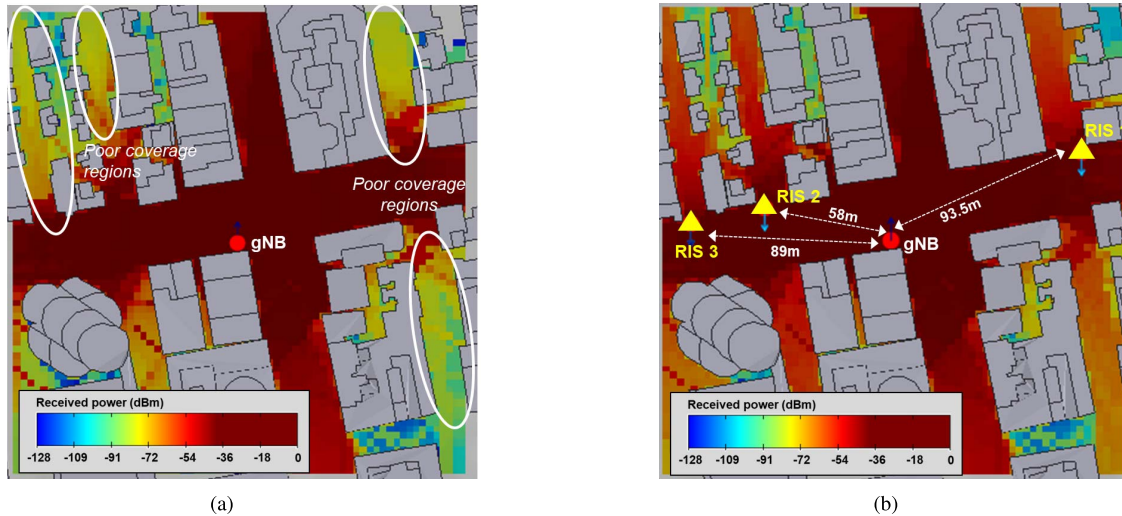 Poor coverage
regions
Poor coverage
regions
gNB
Received power (dBm)
-128 -109 -91 -72 -54 -36 -18 0
(a)
RIS
RIS 2
RIS 3
58m
93.5m
89m
gNB
Received power (dBm)
-128 -109 -91 -72 -54 -36 -18 0
(b)